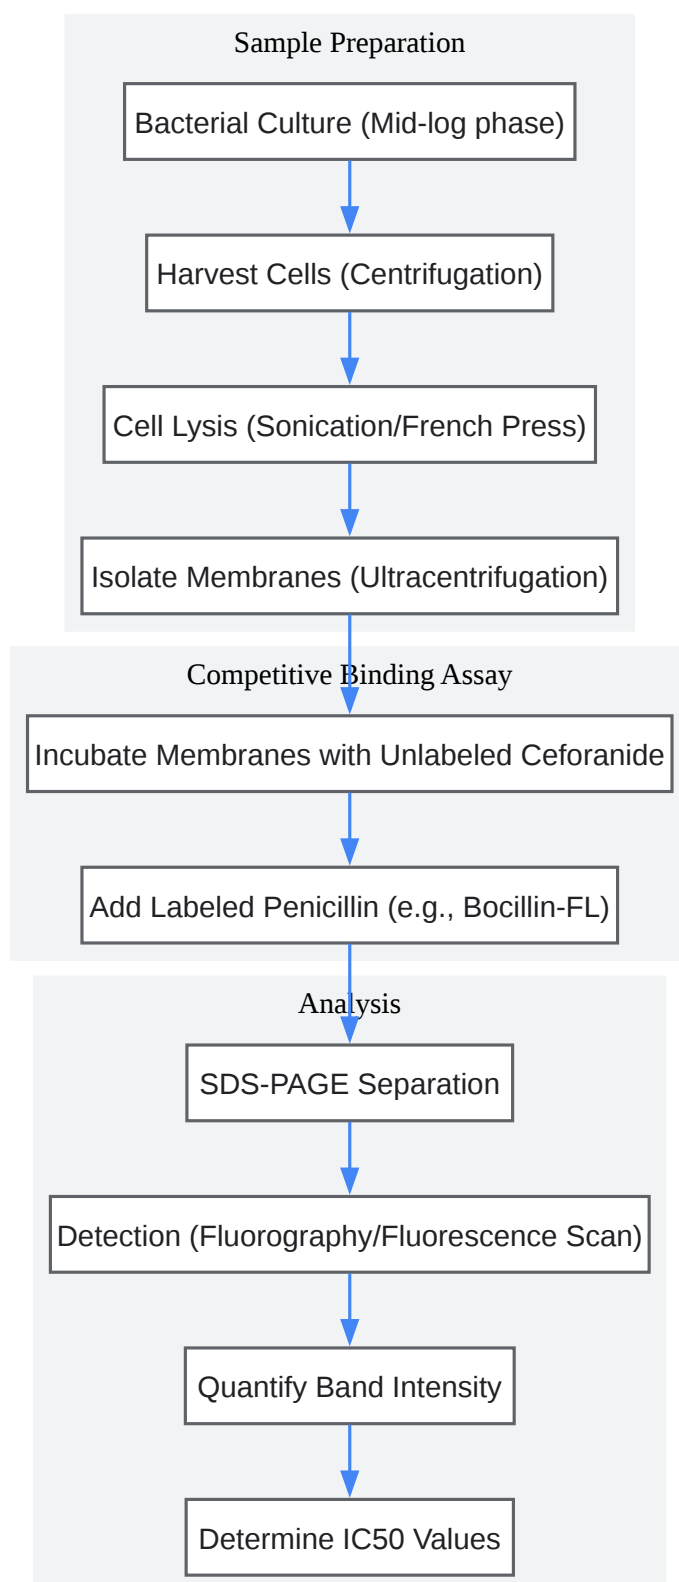 Sample Preparation
Bacterial Culture (Mid-log phase)
Harvest Cells (Centrifugation)
Cell Lysis (Sonication/French Press)
Isolate Membranes (Ultracentrifugation)
Competitive Binding Assay
Incubate Membranes with Unlabeled Ceforanide
Add Labeled Penicillin (e.g., Bocillin-FL)
Analysis
SDS-PAGE Separation
Detection (Fluorography/Fluorescence Scan)
Quantify Band Intensity
Determine IC50 Values